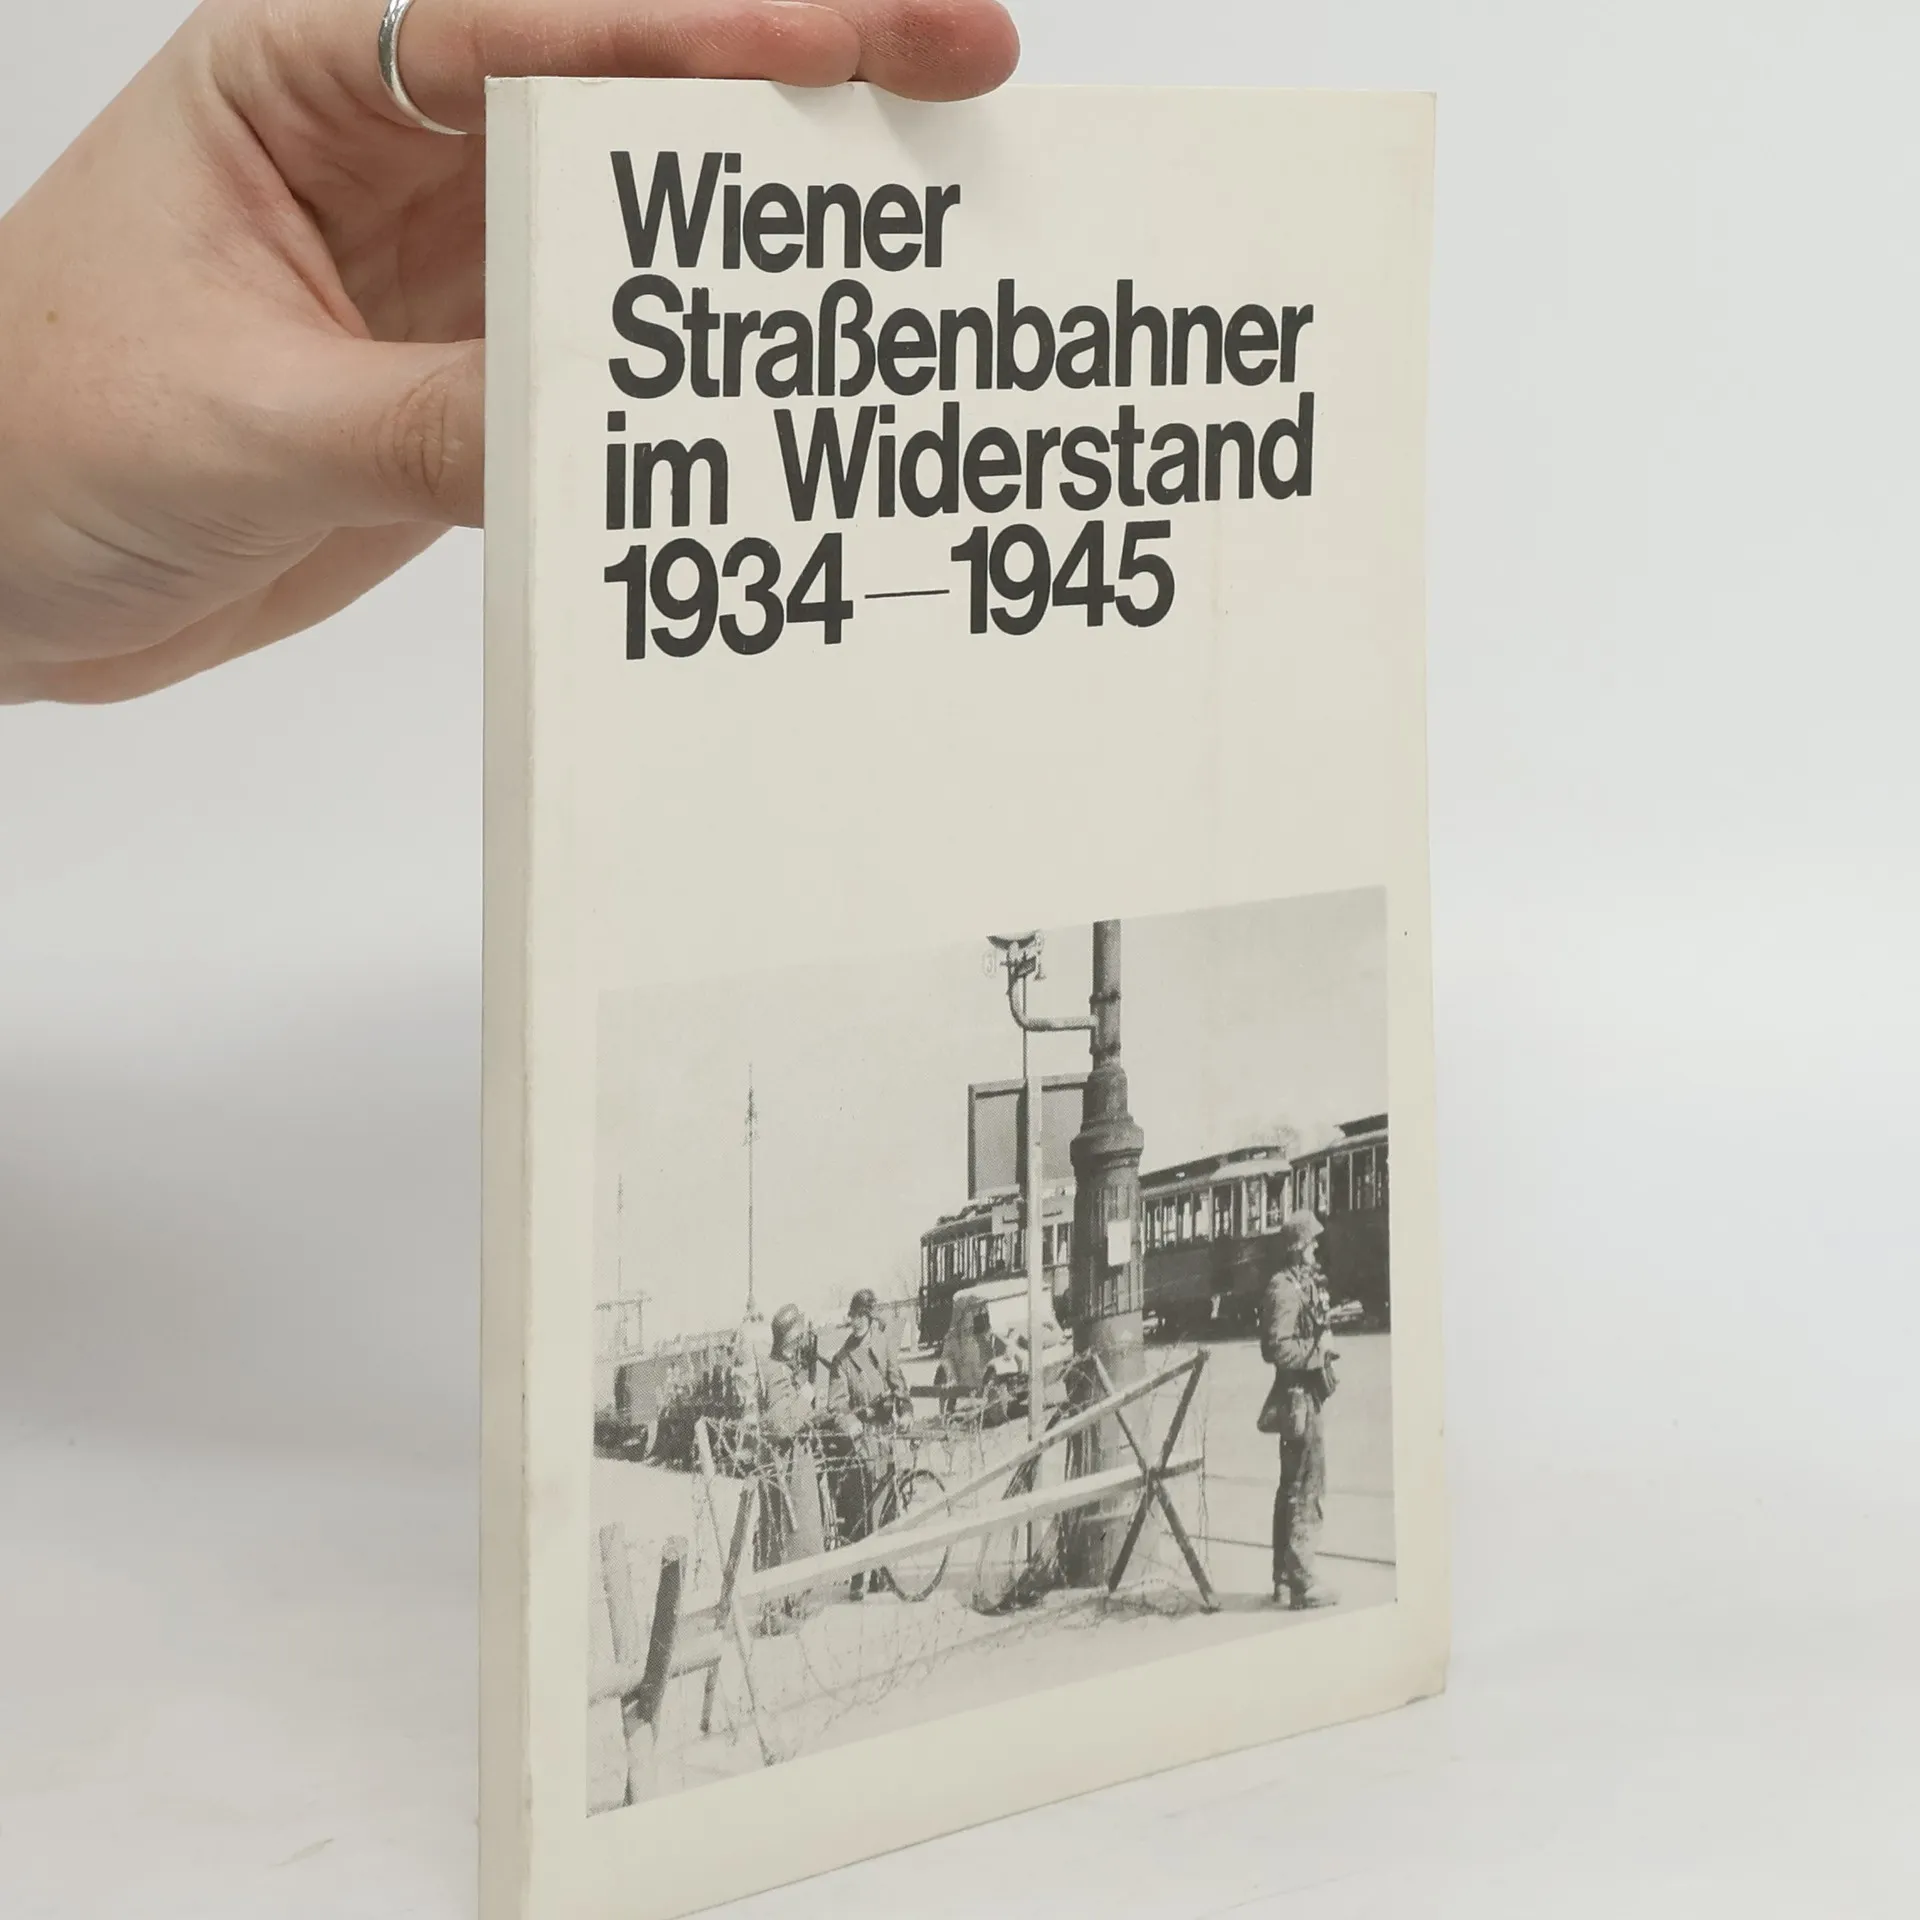 Wiener
Straßenbahner
im Widerstand
1934—1945